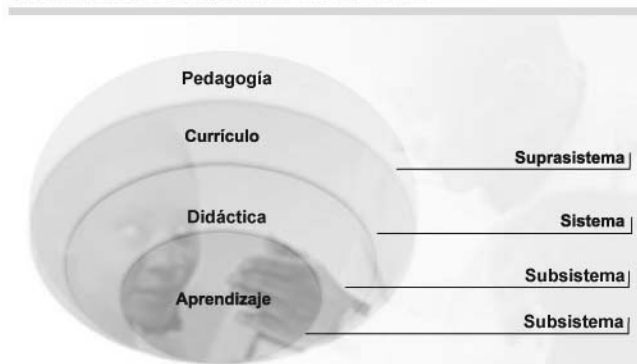 Pedagogía
Currículo
Suprasistema
Didáctica
Sistema
Subsistema
Aprendizaje
Subsistema